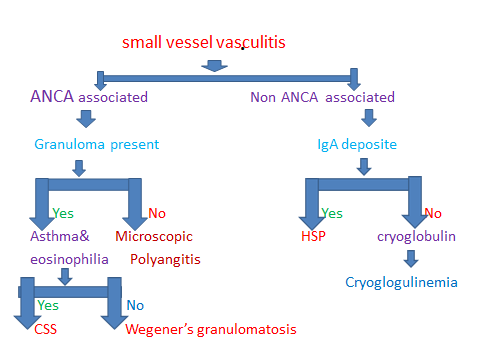 small vessel vasculitis
ANCA associated
Non ANCA associated
Granuloma present
IgA deposite
Yes
No
Yes
No
Asthma&
eosinophilia
Microscopic
Polyangitis
HSP
cryoglobulin
Cryoglogulinemia
Yes
No
CSS
Wegener's granulomatosis